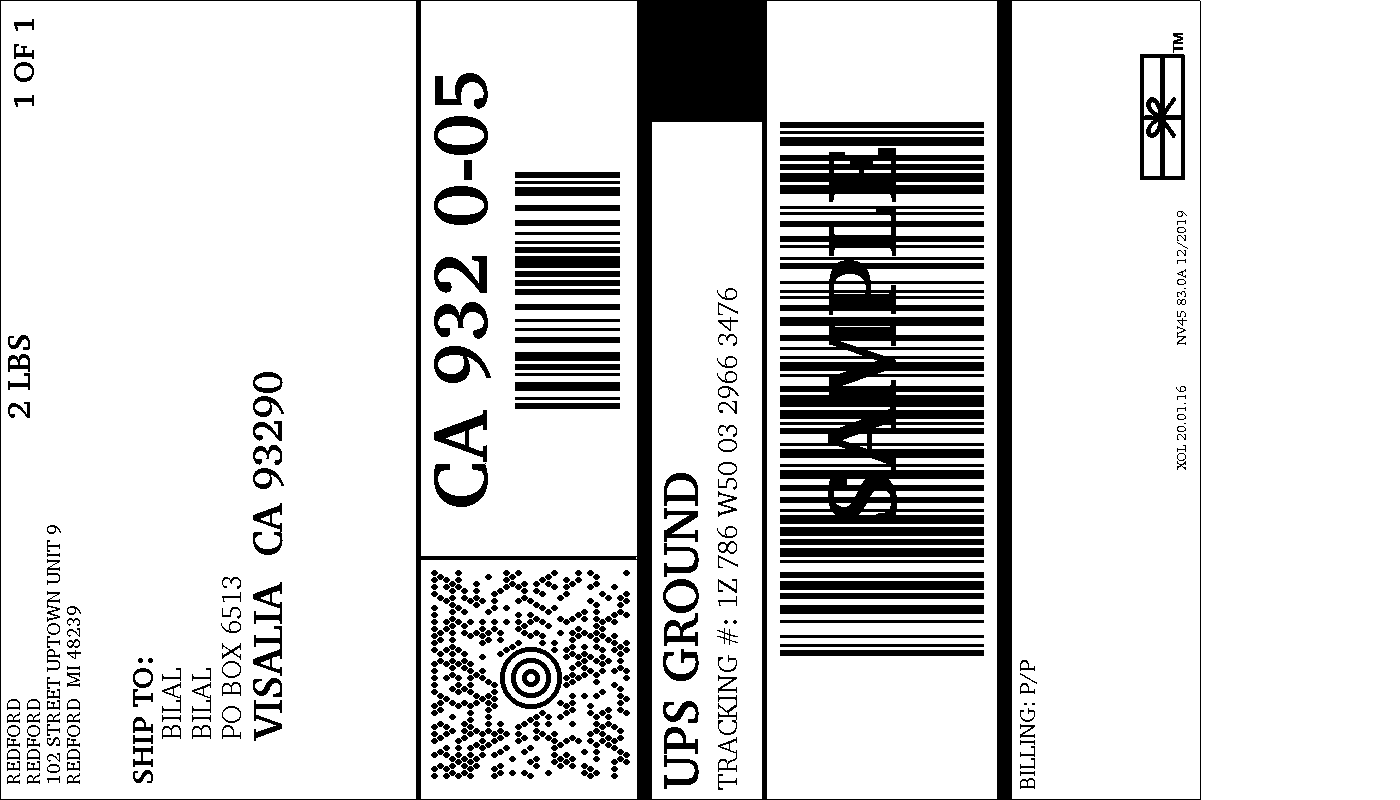 REDFORD
REDFORD
102 STREET UPTOWN UNIT 9
REDFORD  MI 48239
2 LBS
1 OF 1
SHIP TO:
BILAL
BILAL
PO BOX 6513
VISALIA  CA 93290
CA 932 0-05
UPS GROUND
TRACKING #: 1Z 786 W50 03 2966 3476
SAMPLE
BILLING: P/P
XOL 20.01.16
NV45 83.0A 12/2019
TM